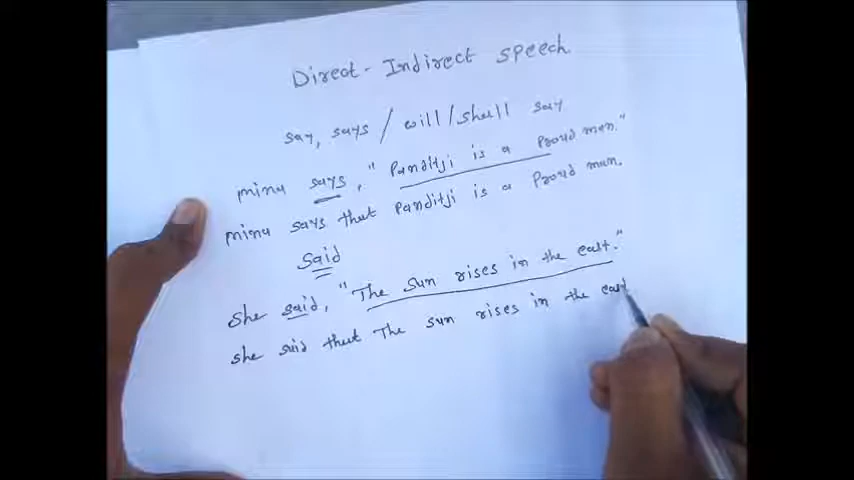 Direct - Indirect Speech
say, says / will / shall say
minu says, "Panditji is a Proud man."
minu says that Panditji is a Proud man.
Said
She said, "The Sun rises in the east."
she said that The sun rises in the east